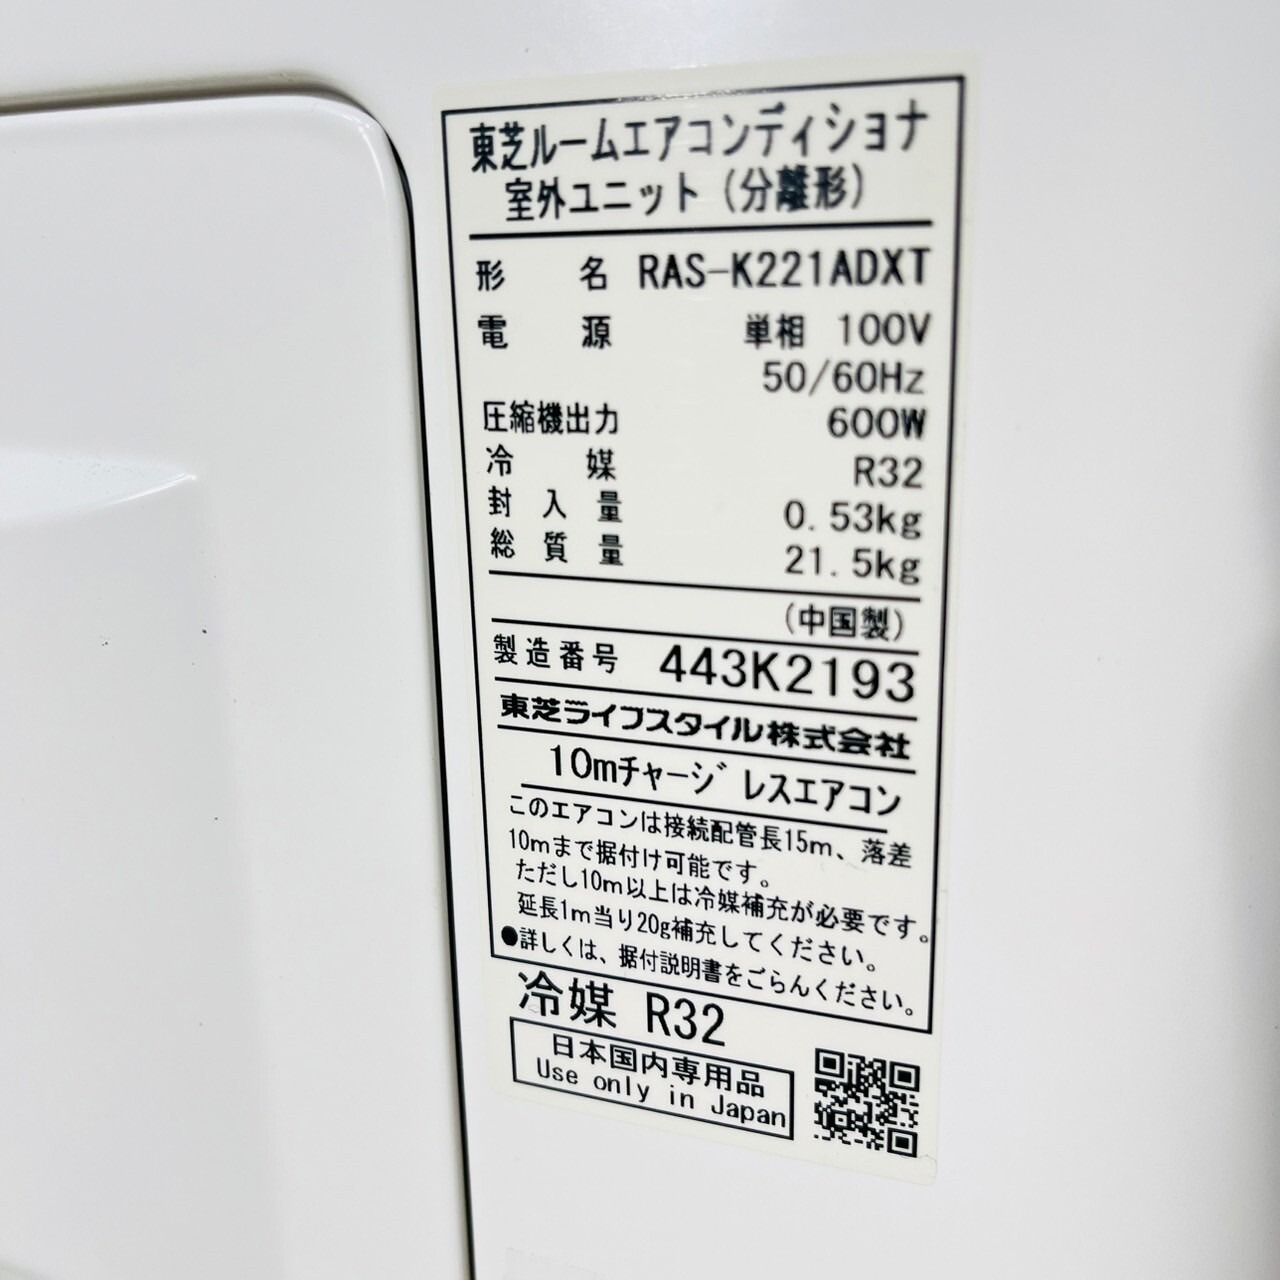 東芝ルームエアコンディショナ
室外ユニット(分離形)
形名 RAS-K221ADXT
電源 単相 100V
50/60Hz
圧縮機出力 600W
冷媒 R32
封入量 0.53kg
総質量 21.5kg
(中国製)
製造番号 443K2193
東芝ライフスタイル株式会社
10mチャージレスエアコン
このエアコンは接続配管長15m、落差
10mまで据付け可能です。
ただし10m以上は冷媒補充が必要です。
延長1m当り20g補充してください。
●詳しくは、据付説明書をごらんください。
冷媒 R32
日本国内専用品
Use only in Japan